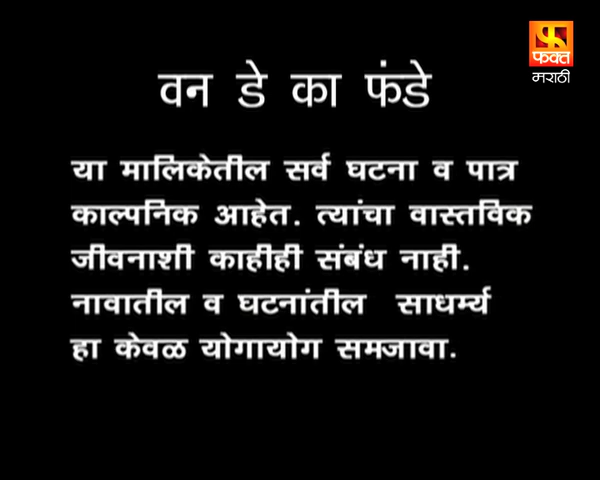 फक्त
मराठी
वन डे का फंडे
या मालिकेतील सर्व घटना व पात्र
काल्पनिक आहेत. त्यांचा वास्तविक
जीवनाशी काहीही संबंध नाही.
नावातील व घटनांतील साधर्म्य
हा केवळ योगायोग समजावा.